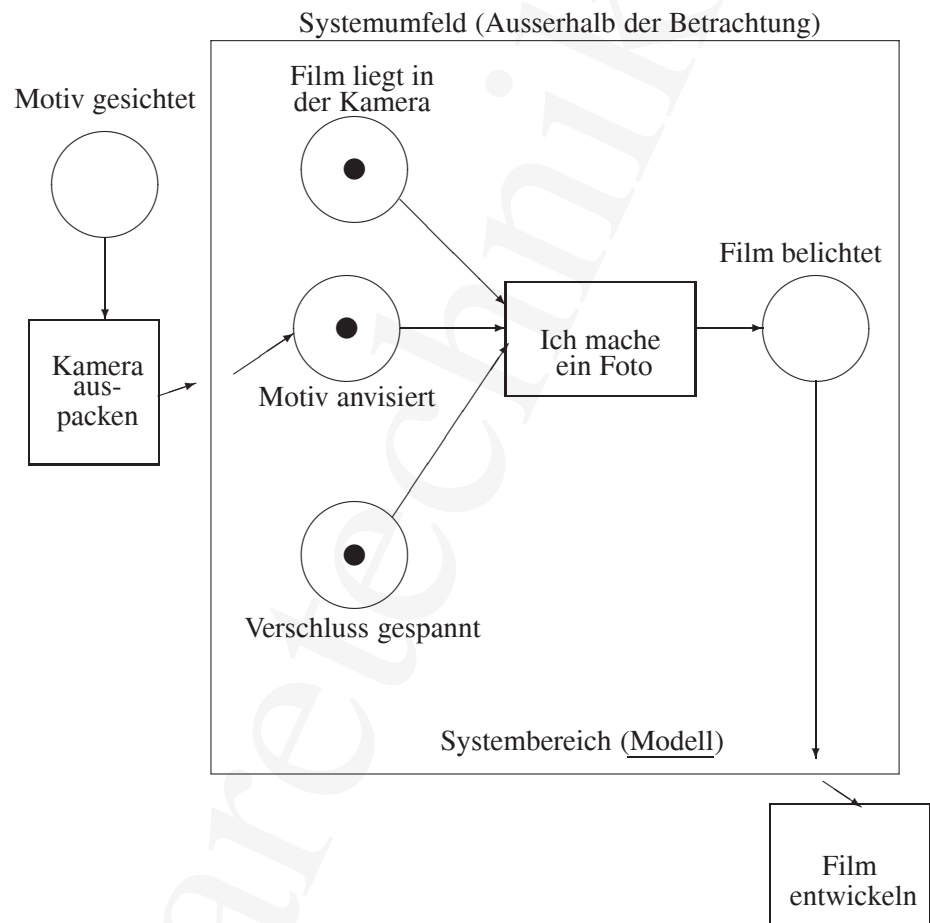 Systemumfeld (Ausserhalb der Betrachtung)
Film liegt in
der Kamera
Motiv gesichtet
Film belichtet
Kamera
aus-
packen
Ich mache
ein Foto
Motiv anvisiert
Verschluss gespannt
Systembereich (Modell)
Film
entwickeln
aretechnik